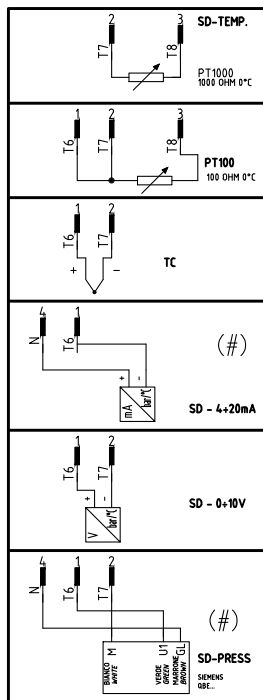 2 3 SD-TEMP.
T7 T8
PT1000
1000 OHM 0°C
1 2 3
T6 T7 T8
PT100
100 OHM 0°C
1 2
T6 T7
+ - TC
4 1
N T6 (#)
+ -
mA bar/°C
SD - 4÷20mA
1 2
T6 T7
SD - 0÷10V
+ -
V bar/°C
4 1 2
N T6 T7 (#)
M U1 GL
BIANCO VERDE MARRONE
WHITE GREEN BROWN
SD-PRESS
SIEMENS
QBE...